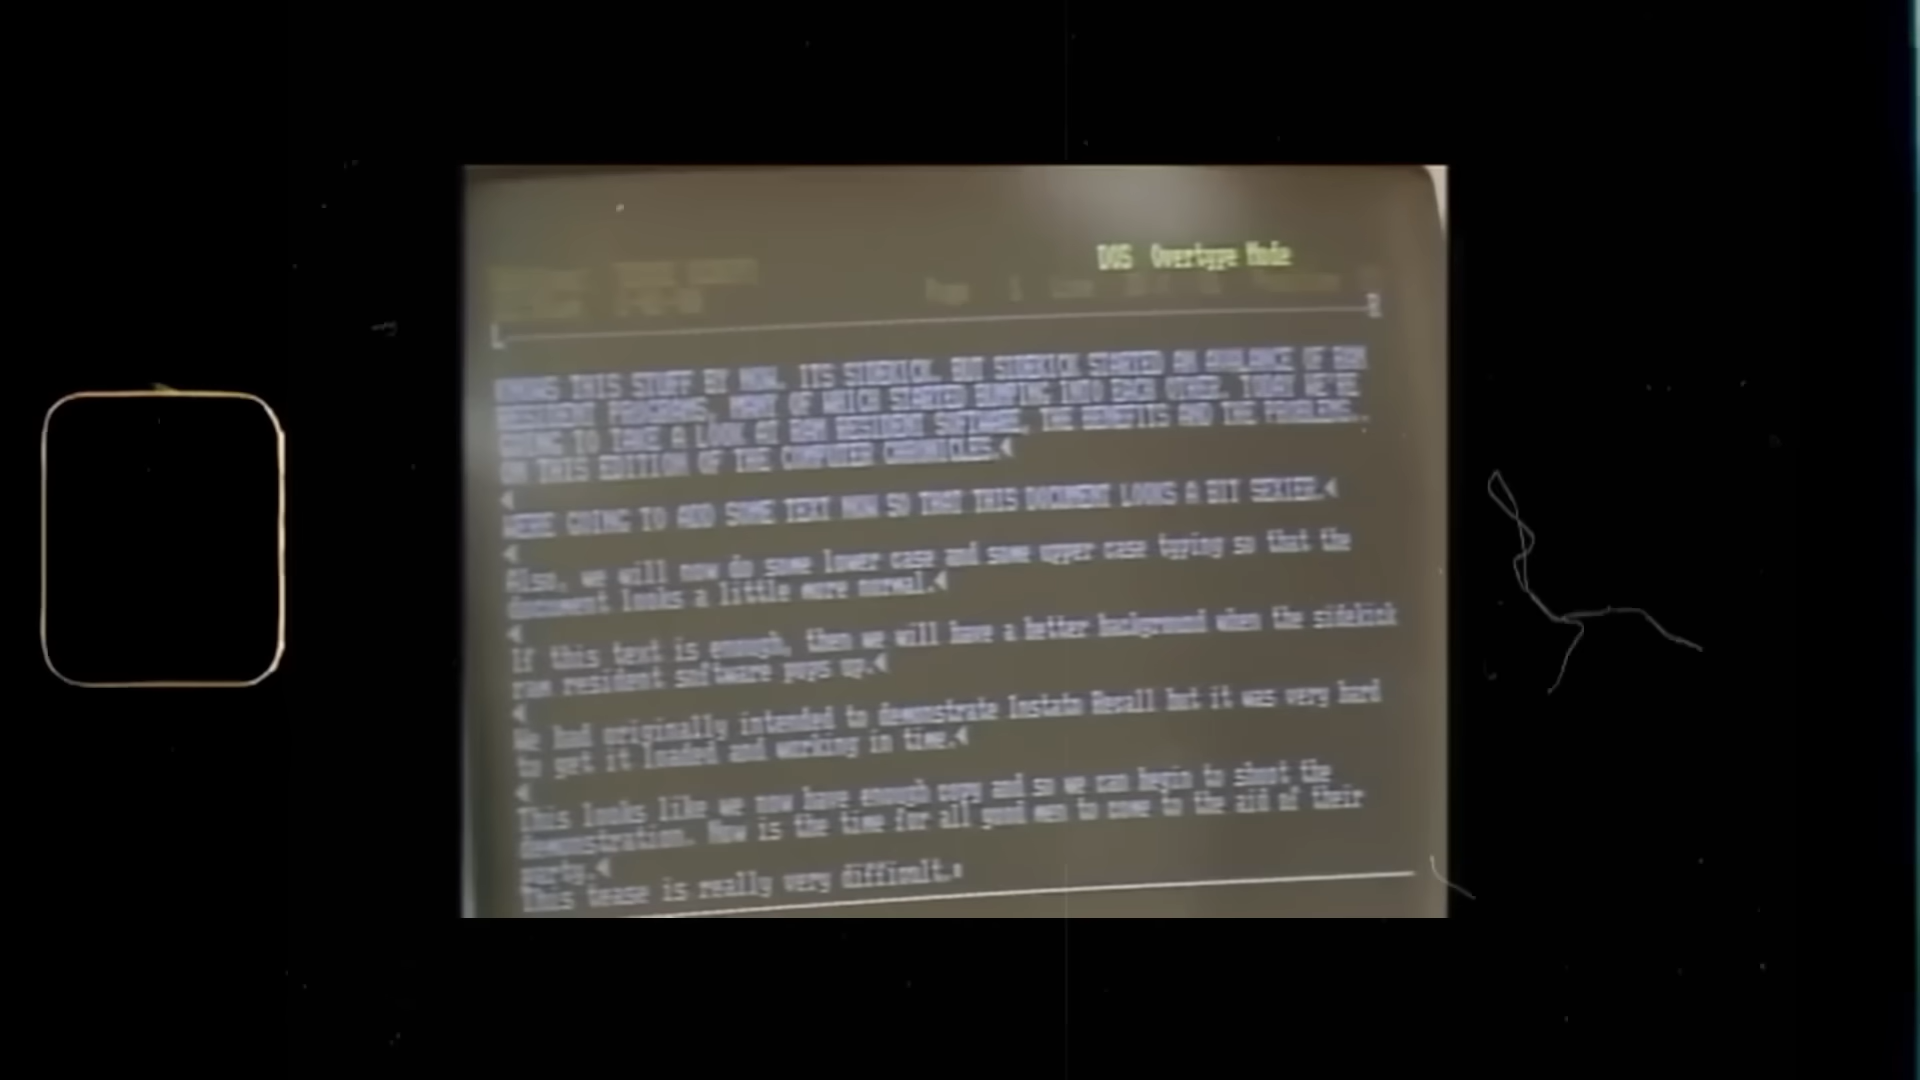 DOS Overtype Mode
Page 1
L R
THIS STUFF BY NOW. ITS SIDEKICK. BUT SIDEKICK STARTED AN AVALANCE OF RAM
RESIDENT PROGRAMS, MANY OF WHICH STARTED BUMPING INTO EACH OTHER. TODAY WE'RE
GOING TO TAKE A LOOK AT RAM RESIDENT SOFTWARE, THE BENEFITS AND THE PROBLEMS..
ON THIS EDITION OF THE COMPUTER CHRONICLES.
WERE GOING TO ADD SOME TEXT NOW SO THAT THIS DOCUMENT LOOKS A BIT SEXIER.
Also, we will now do some lower case and some upper case typing so that the
document looks a little more normal.
If this text is enough, then we will have a better background when the sidekick
ram resident software pops up.
We had originally intended to demonstrate Instatn Recall but it was very hard
to get it loaded and working in time.
This looks like we now have enough copy and so we can begin to shoot the
demonstration. Now is the time for all good men to come to the aid of their
party.
This tease is really very difficult.